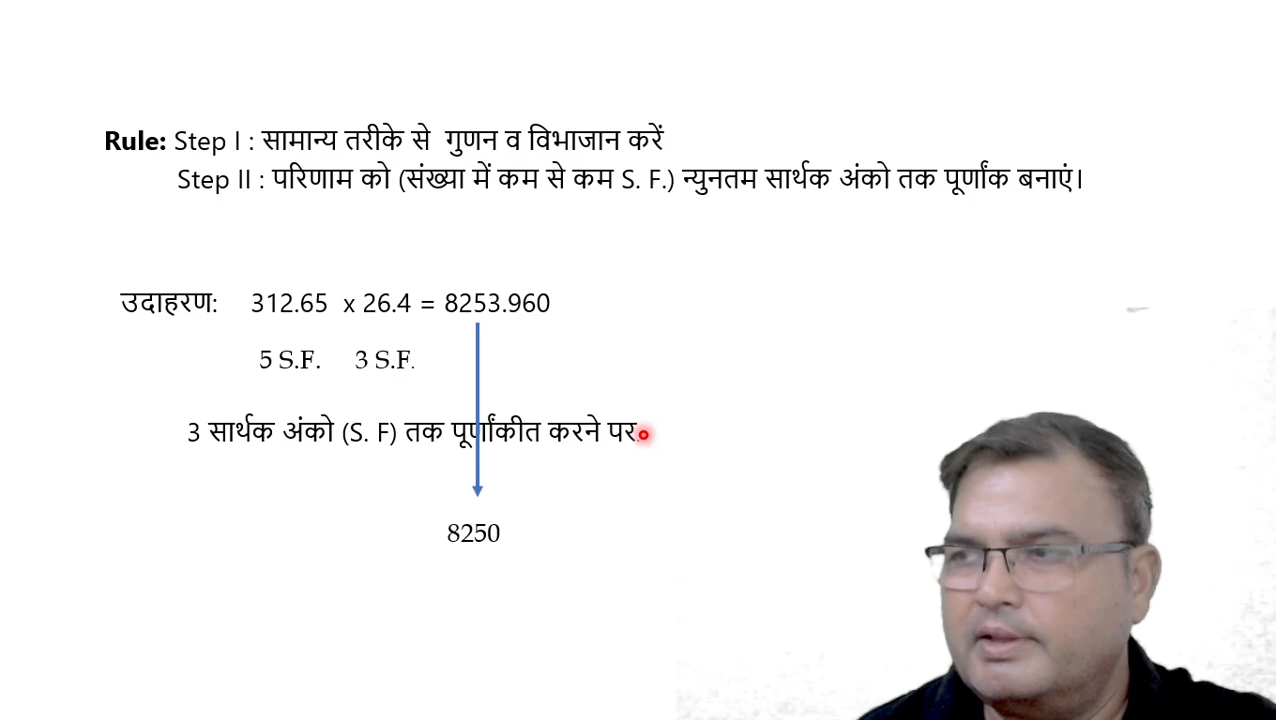 Rule: Step I : सामान्य तरीके से गुणन व विभाजान करें
Step II : परिणाम को (संख्या में कम से कम S. F.) न्युनतम सार्थक अंको तक पूर्णांक बनाएं।
उदाहरण: 312.65 x 26.4 = 8253.960
5 S.F. 3 S.F.
3 सार्थक अंको (S. F) तक पूर्णांकीत करने पर
8250